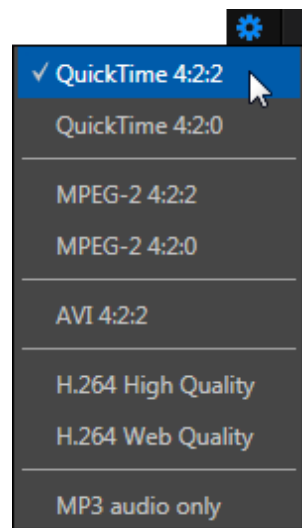 QuickTime 4:2:2
QuickTime 4:2:0
MPEG-2 4:2:2
MPEG-2 4:2:0
AVI 4:2:2
H.264 High Quality
H.264 Web Quality
MP3 audio only